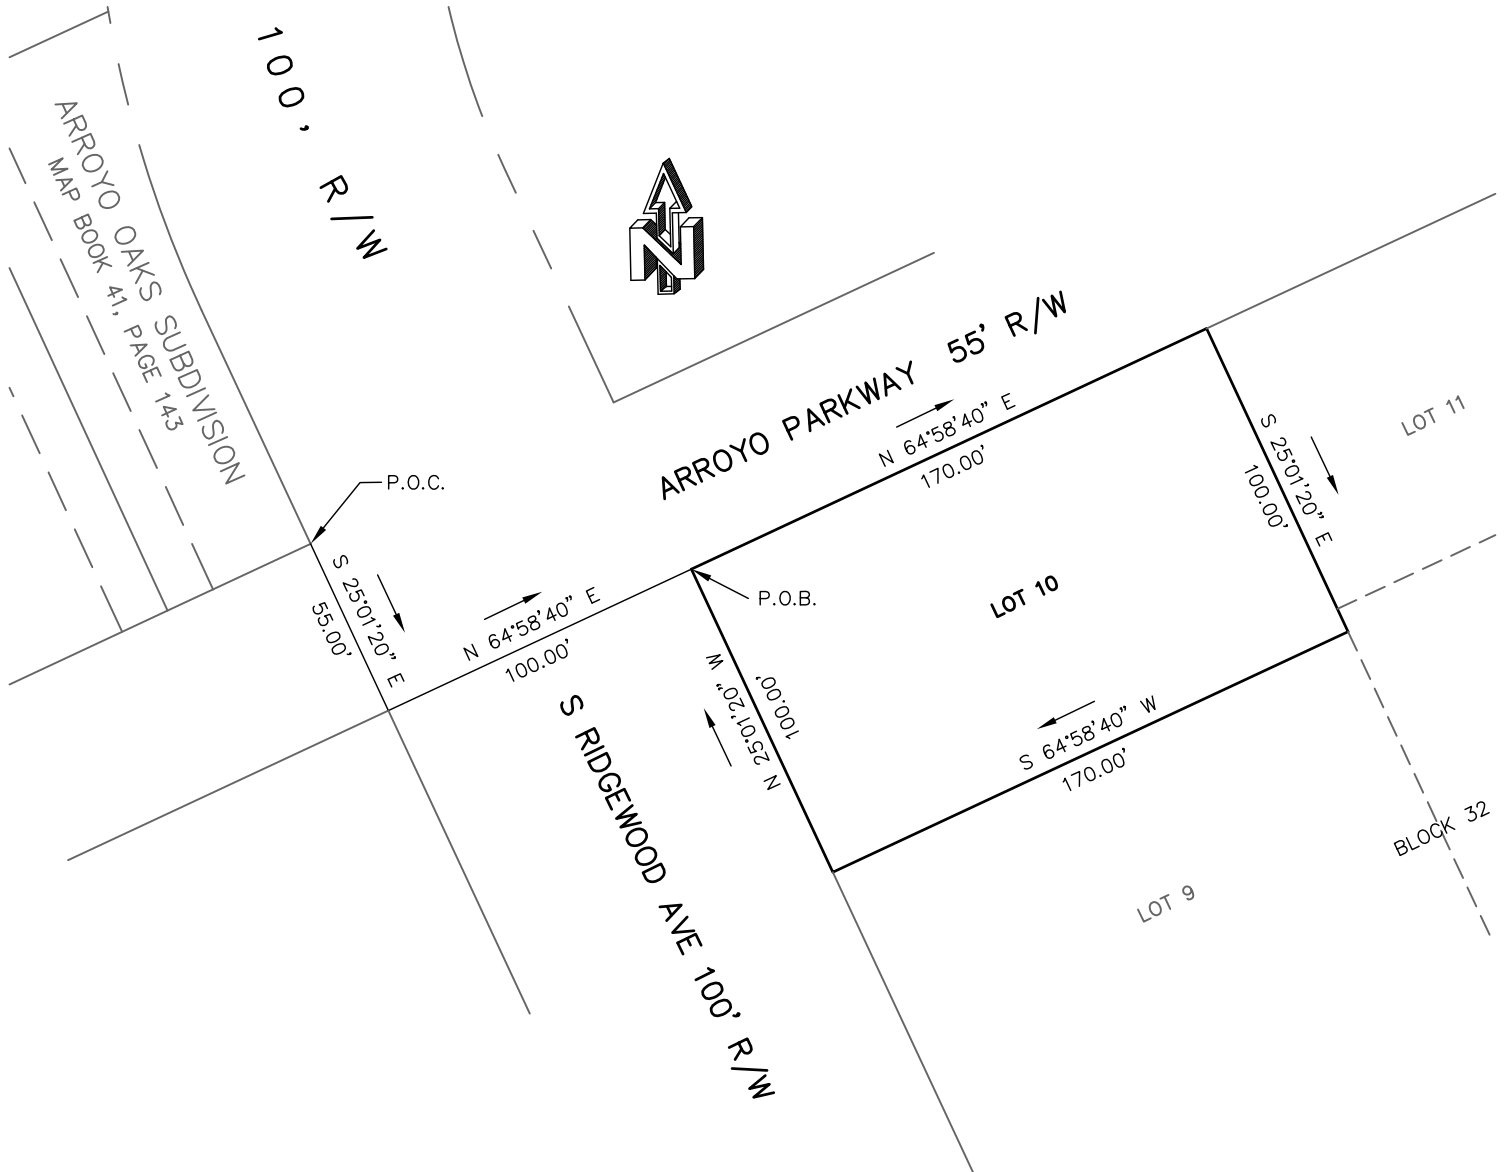 100' R/W
ARROYO OAKS SUBDIVISION
MAP BOOK 41, PAGE 143
N
ARROYO PARKWAY 55' R/W
N 64°58'40" E
170.00'
S 25°01'20" E
100.00'
LOT 11
P.O.C.
S 25°01'20" E
55.00'
N 64°58'40" E
100.00'
P.O.B.
LOT 10
N 25°01'20" W
100.00'
S 64°58'40" W
170.00'
S RIDGEWOOD AVE 100' R/W
BLOCK 32
LOT 9